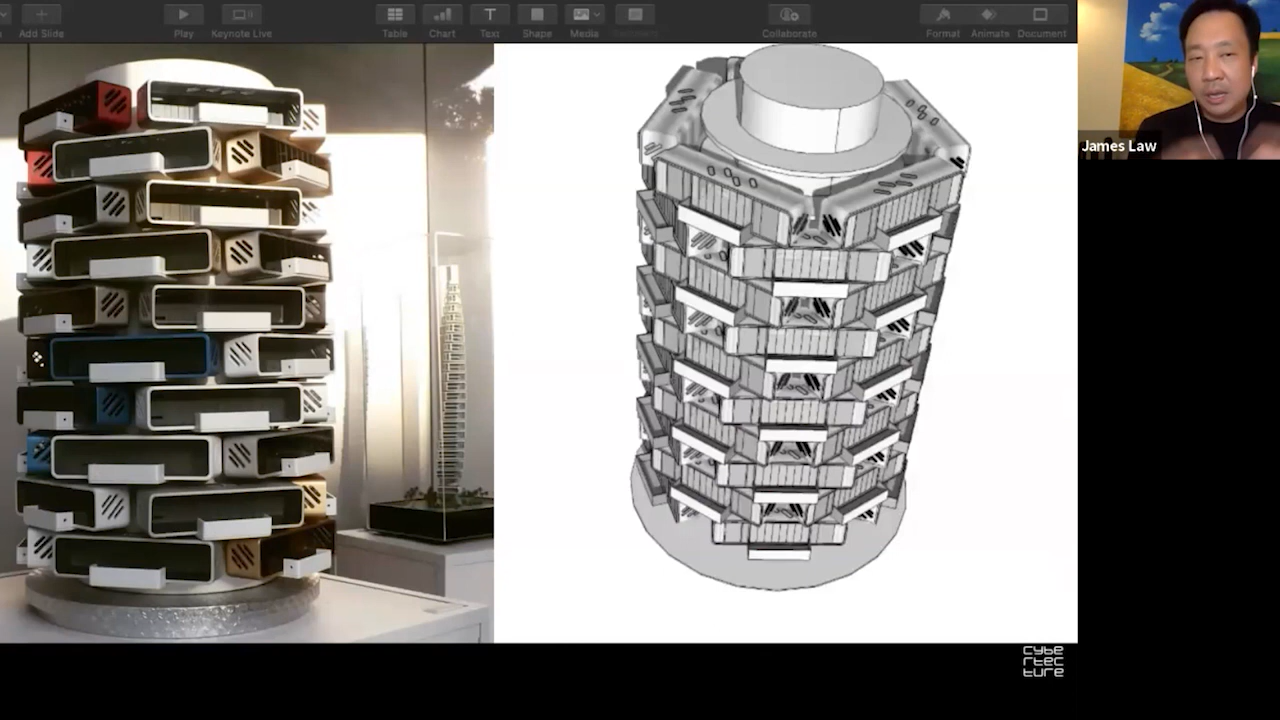 Add Slide
Play
Keynote Live
Table
Chart
Text
Shape
Media
Collaborate
Format
Animate
Document
James Law
cybe
rtec
ture